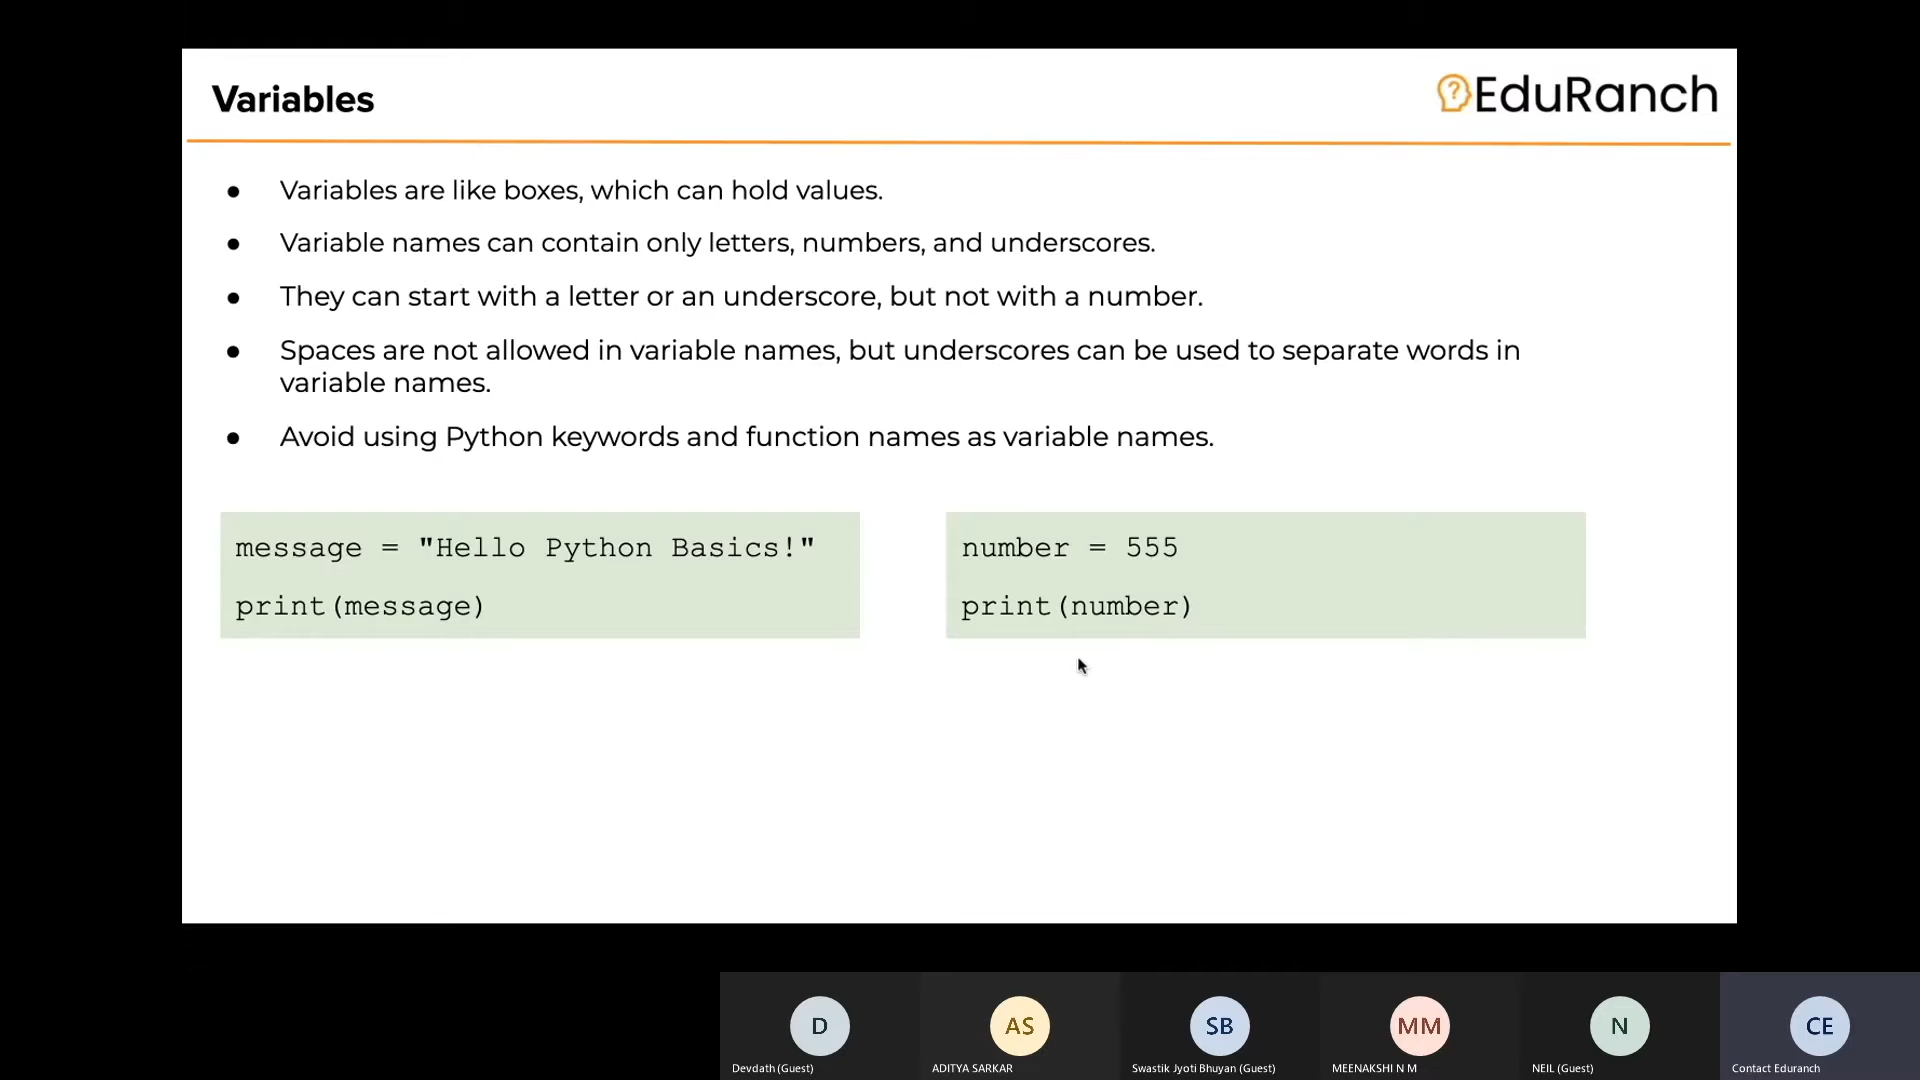 Variables
EduRanch
● Variables are like boxes, which can hold values.
● Variable names can contain only letters, numbers, and underscores.
● They can start with a letter or an underscore, but not with a number.
● Spaces are not allowed in variable names, but underscores can be used to separate words in
variable names.
● Avoid using Python keywords and function names as variable names.
message = "Hello Python Basics!"
print(message)
number = 555
print(number)
D
Devdath (Guest)
AS
ADITYA SARKAR
SB
Swastik Jyoti Bhuyan (Guest)
MM
MEENAKSHI N M
N
NEIL (Guest)
CE
Contact Eduranch